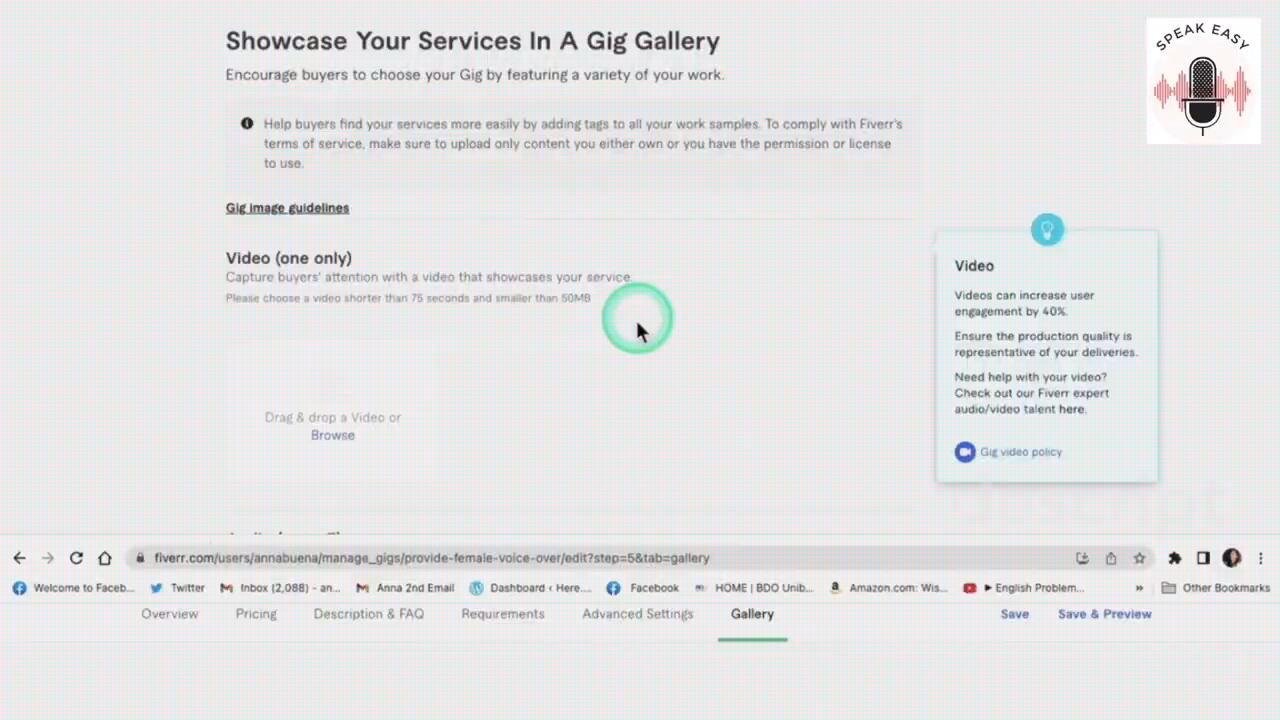 Showcase Your Services In A Gig Gallery
Encourage buyers to choose your Gig by featuring a variety of your work.
Help buyers find your services more easily by adding tags to all your work samples. To comply with Fiverr's
terms of service, make sure to upload only content you either own or you have the permission or license
to use.
Gig image guidelines
Video (one only)
Capture buyers' attention with a video that showcases your service.
Please choose a video shorter than 75 seconds and smaller than 50MB
Drag & drop a Video or
Browse
SPEAK EASY
Video
Videos can increase user
engagement by 40%.
Ensure the production quality is
representative of your deliveries.
Need help with your video?
Check out our Fiverr expert
audio/video talent here.
Gig video policy
fiverr.com/users/annabuena/manage_gigs/provide-female-voice-over/edit?step=5&tab=gallery
Welcome to Faceb... Twitter Inbox (2,088) - an... Anna 2nd Email Dashboard ‹ Here.... Facebook HOME | BDO Unib... Amazon.com: Wis... ► English Problem... » Other Bookmarks
Overview Pricing Description & FAQ Requirements Advanced Settings Gallery Save Save & Preview